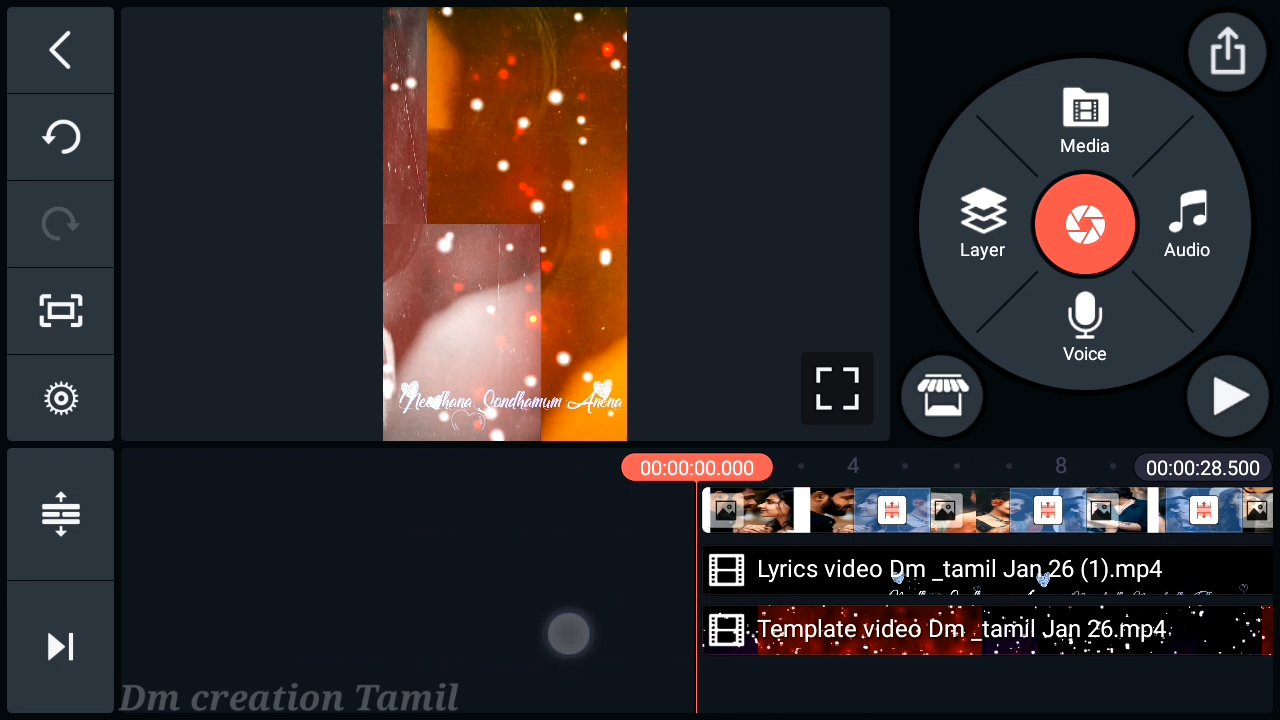 Media
Layer
Audio
Voice
Needhana Sondhamum Anena
00:00:00.000
4
8
00:00:28.500
Lyrics video Dm _tamil Jan 26 (1).mp4
Template video Dm _tamil Jan 26.mp4
Dm creation Tamil